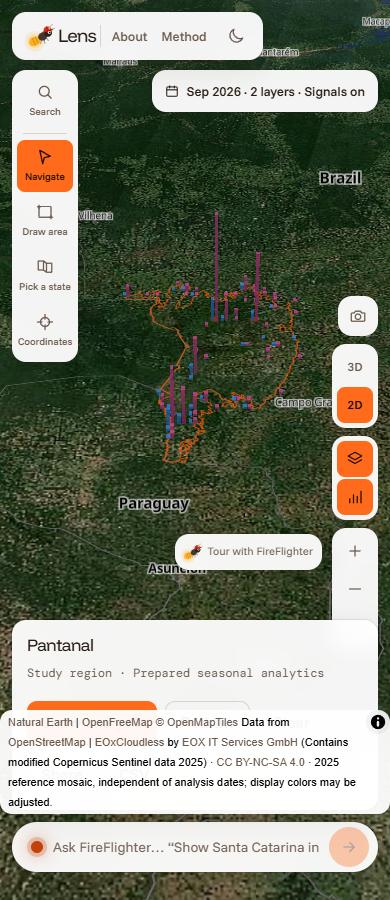 Lens
About
Method
Macap
Manaus
antarém
Search
Sep 2026 · 2 layers · Signals on
Navigate
Brazil
Draw area
Vilhena
Pick a state
Coordinates
3D
2D
Campo Gra
Paraguay
Tour with FireFlighter
Asunción
Pantanal
Study region · Prepared seasonal analytics
Natural Earth | OpenFreeMap © OpenMapTiles Data from
OpenStreetMap | EOxCloudless by EOX IT Services GmbH (Contains
modified Copernicus Sentinel data 2025) · CC BY-NC-SA 4.0 · 2025
reference mosaic, independent of analysis dates; display colors may be
adjusted.
Ask FireFlighter... “Show Santa Catarina in